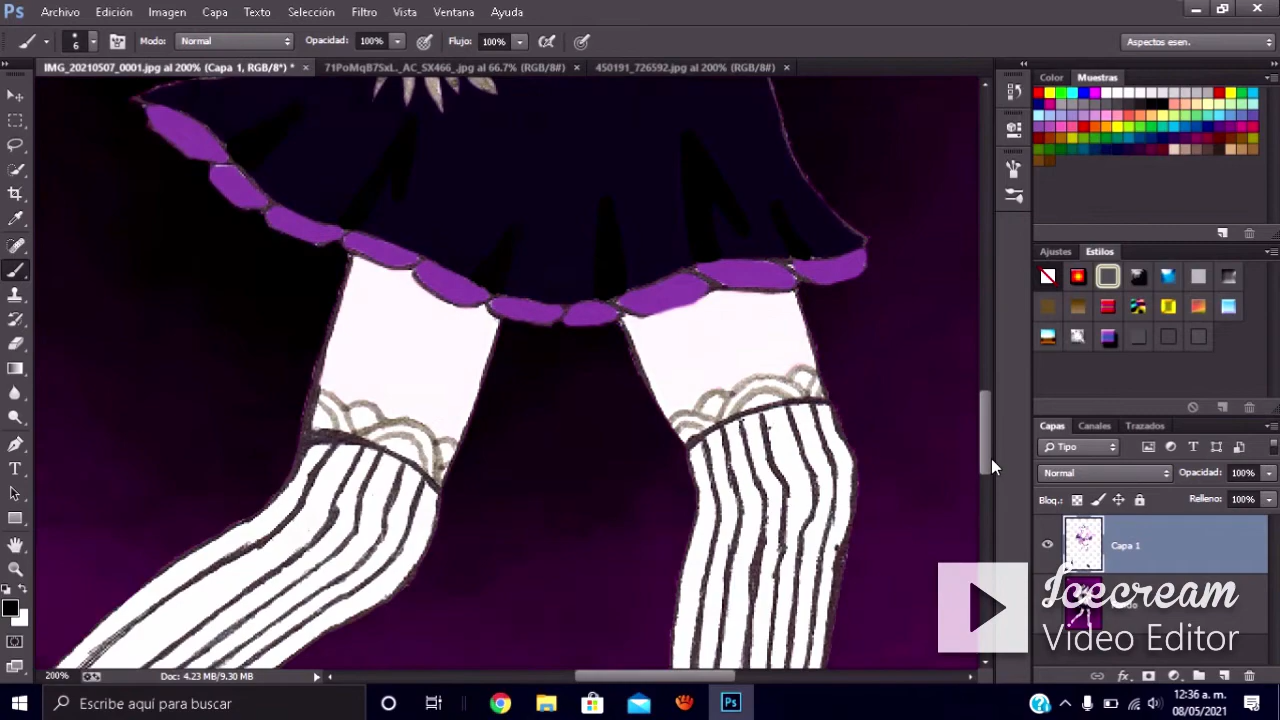 Ps Archivo Edición Imagen Capa Texto Selección Filtro Vista Ventana Ayuda
6 Modo: Normal Opacidad: 100% Flujo: 100% Aspectos esen.
IMG_20210507_0001.jpg al 200% (Capa 1, RGB/8*) * × 71PoMqB7SxL._AC_SX466_.jpg al 66.7% (RGB/8#) × 450191_726592.jpg al 200% (RGB/8#) ×
Color Muestras
Ajustes Estilos
Capas Canales Trazados
Tipo
Normal Opacidad: 100%
Bloq.: Relleno: 100%
Capa 1
Icecream
Video Editor
200% Doc: 4.23 MB/9.30 MB
Escribe aquí para buscar
Ps
12:36 a. m.
08/05/2021